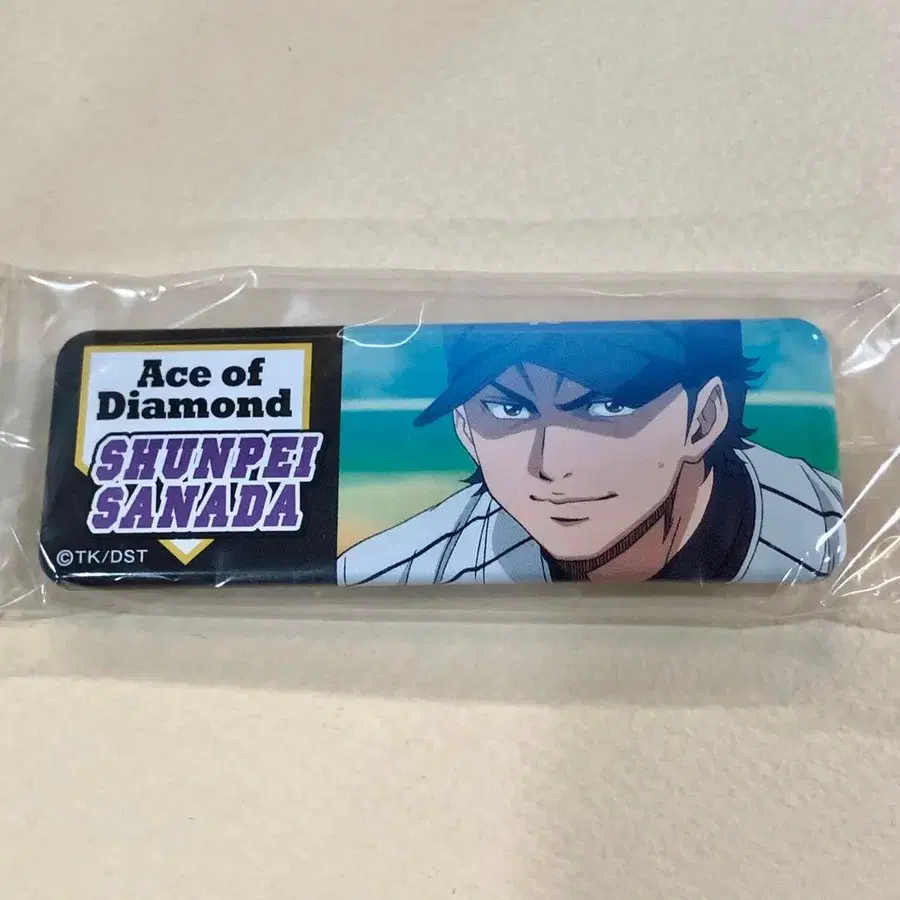 Ace of
Diamond
SHUNPEI
SANADA
©TK/DST